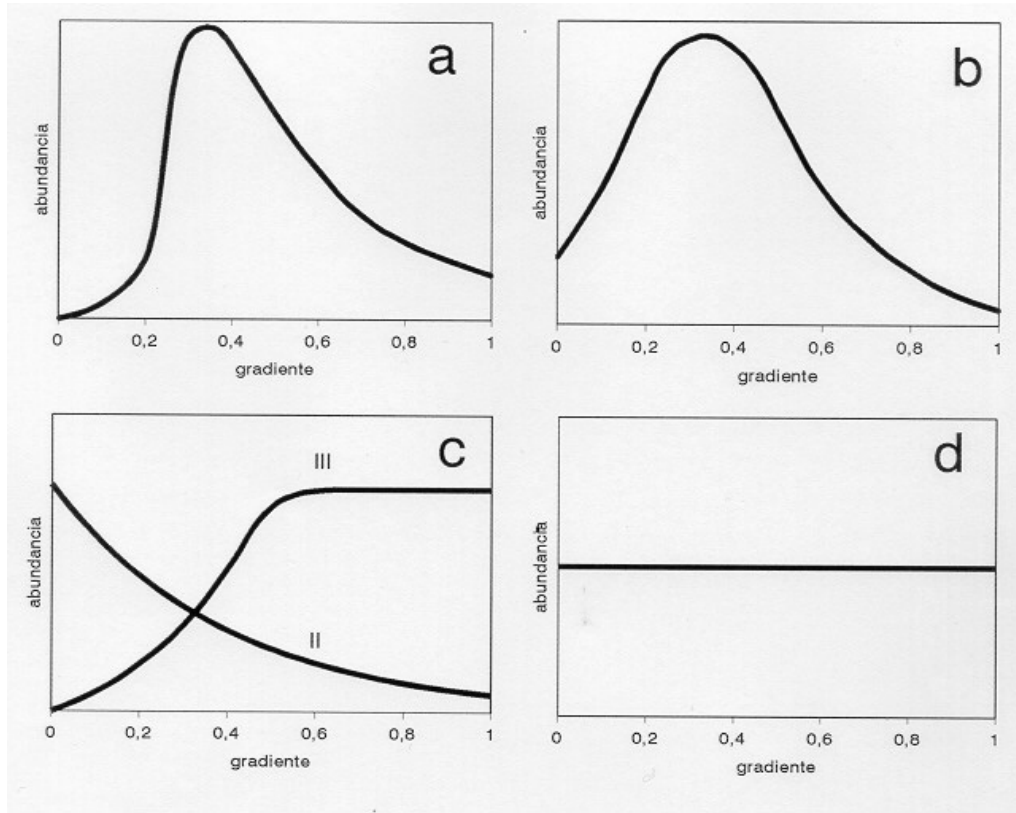 a
abundancia
0 0,2 0,4 0,6 0,8 1
gradiente
b
abundancia
0 0,2 0,4 0,6 0,8 1
gradiente
c
III
II
abundancia
0 0,2 0,4 0,6 0,8 1
gradiente
d
abundancia
0 0,2 0,4 0,6 0,8 1
gradiente